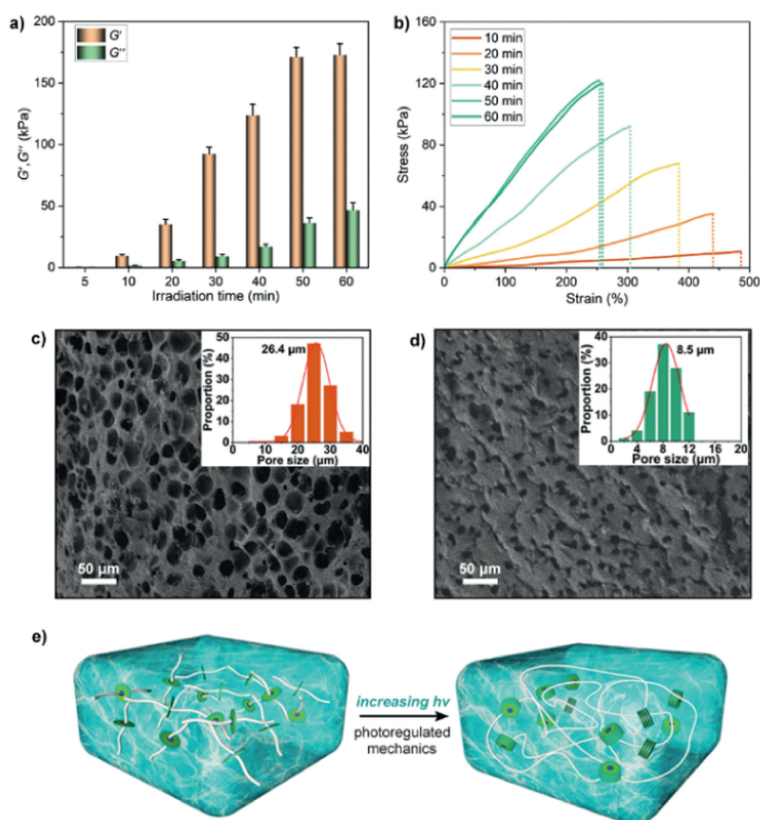 a)
200
150
100
50
0
G',G'' (kPa)
G'
G''
5 10 20 30 40 50 60
Irradiation time (min)
b)
160
120
80
40
0
Stress (kPa)
10 min
20 min
30 min
40 min
50 min
60 min
0 100 200 300 400 500
Strain (%)
c)
50
40
30
20
10
0
Proportion (%)
26.4 μm
10 20 30 40
Pore size (μm)
50 μm
d)
40
30
20
10
0
Proportion (%)
8.5 μm
0 4 8 12 16 20
Pore size (μm)
50 μm
e)
increasing hv
photoregulated
mechanics